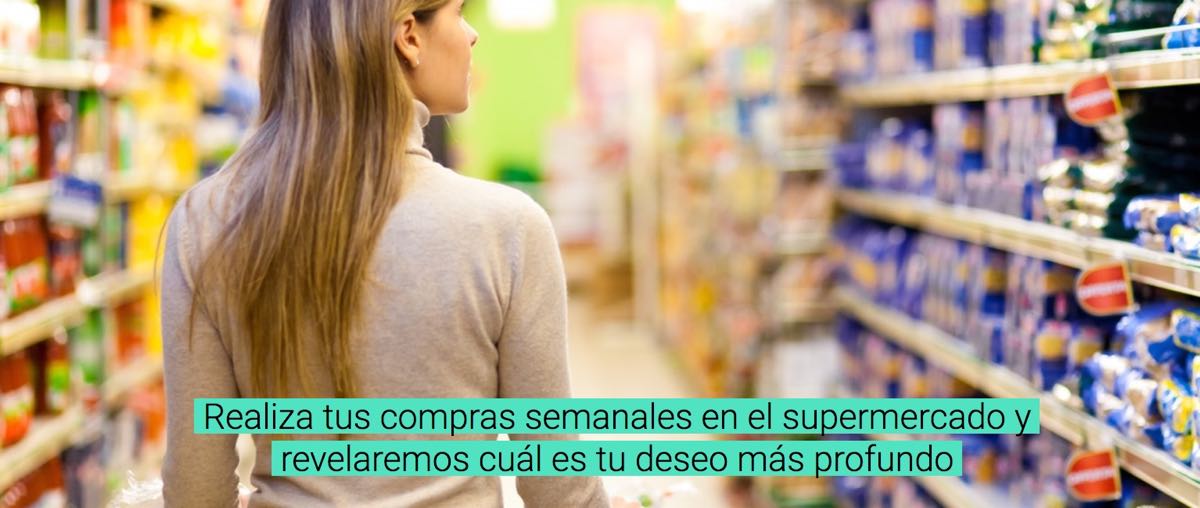 Realiza tus compras semanales en el supermercado y
revelaremos cuál es tu deseo más profundo